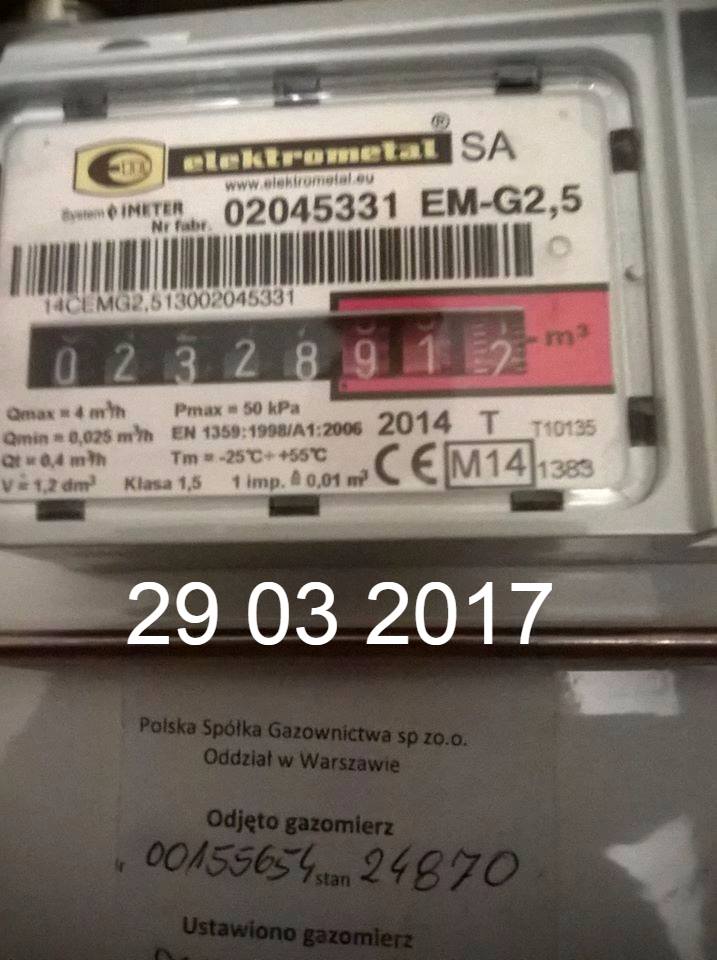 elektrometal ® SA
www.elektrometal.eu
System IMETER
Nr fabr. 02045331 EM-G2,5
14CEMG2,513002045331
0 2 3 2 8 9 1 2 m³
Qmax = 4 m³/h Pmax = 50 kPa
Qmin = 0,025 m³/h EN 1359:1998/A1:2006 2014 T T10135
Qt = 0,4 m³/h Tm = -25°C÷+55°C CE M14 1383
V = 1,2 dm³ Klasa 1,5 1 imp. ≙ 0,01 m³
29 03 2017
Polska Spółka Gazownictwa sp zo.o.
Oddział w Warszawie
Odjęto gazomierz
00155654 stan 24870
Ustawiono gazomierz